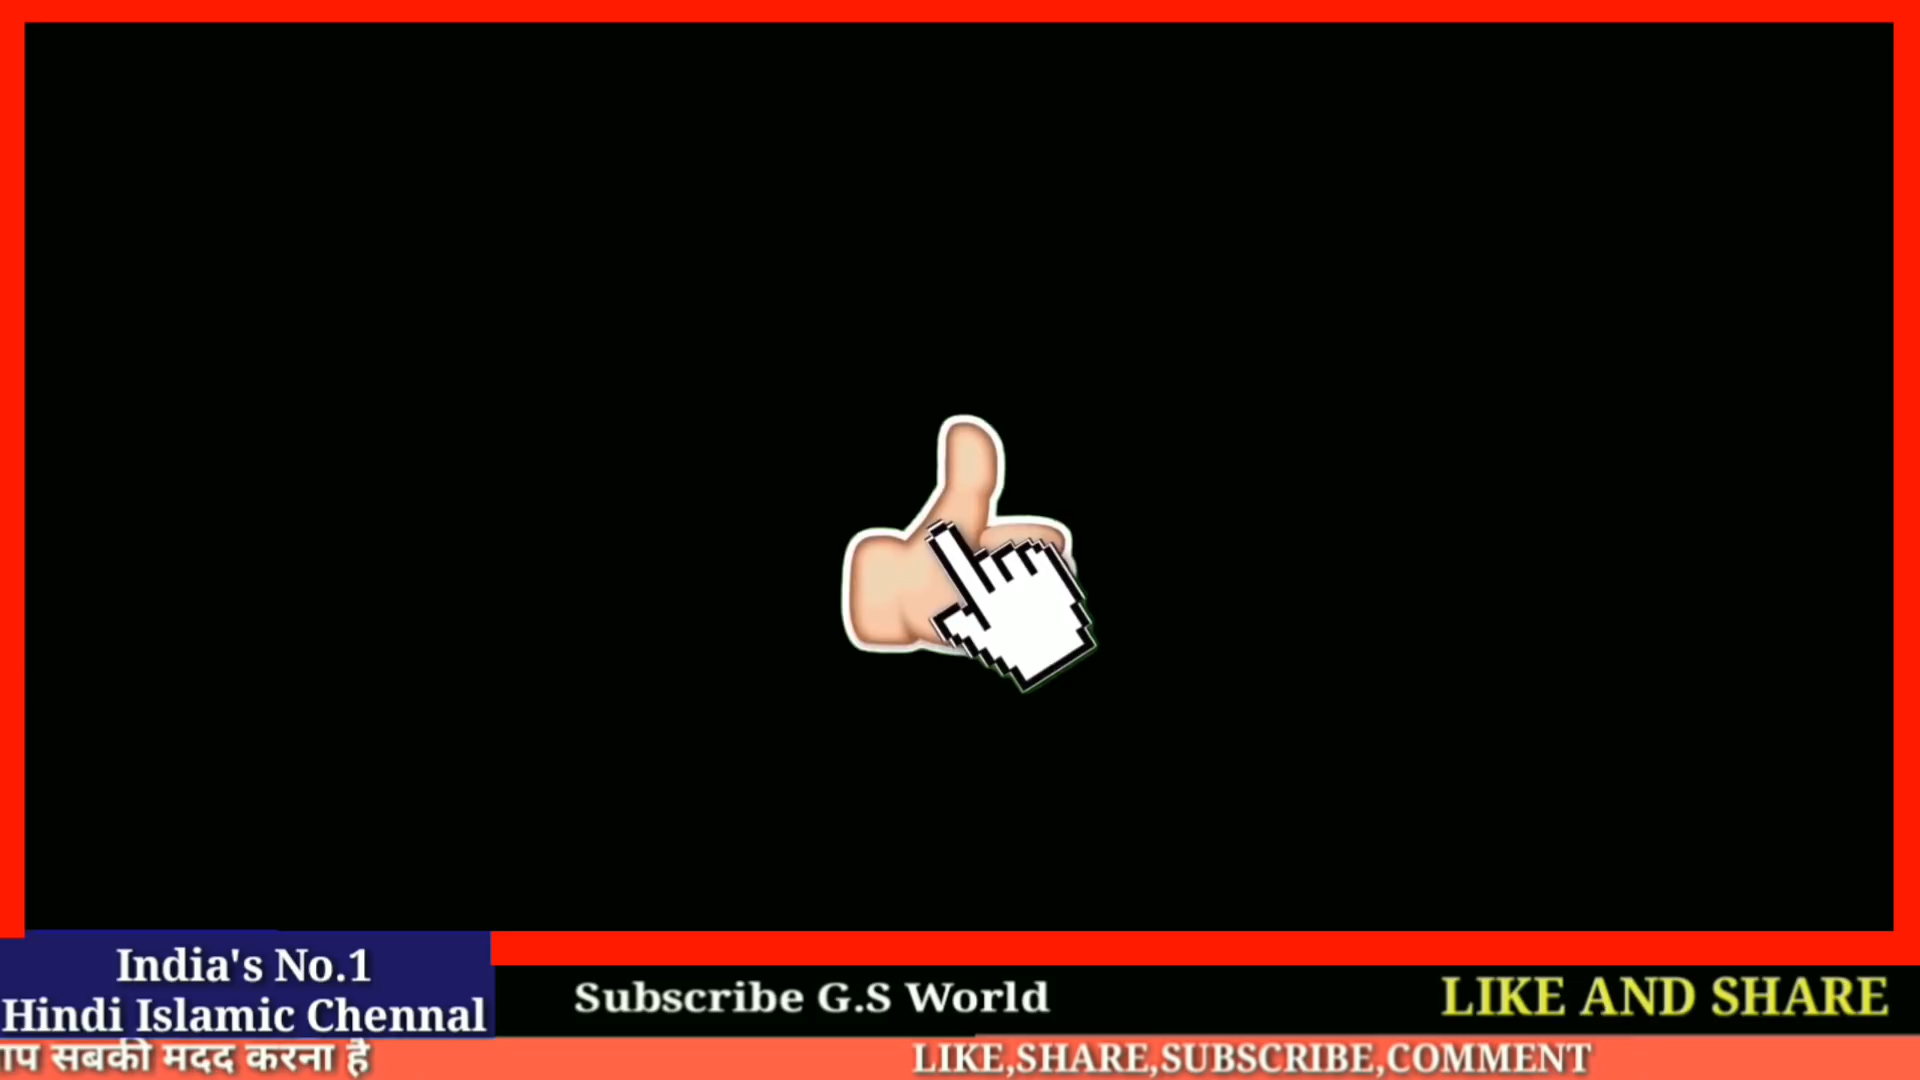 India's No.1
Hindi Islamic Chennal
Subscribe G.S World
LIKE AND SHARE
सबकी मदद करना है
LIKE,SHARE,SUBSCRIBE,COMMENT